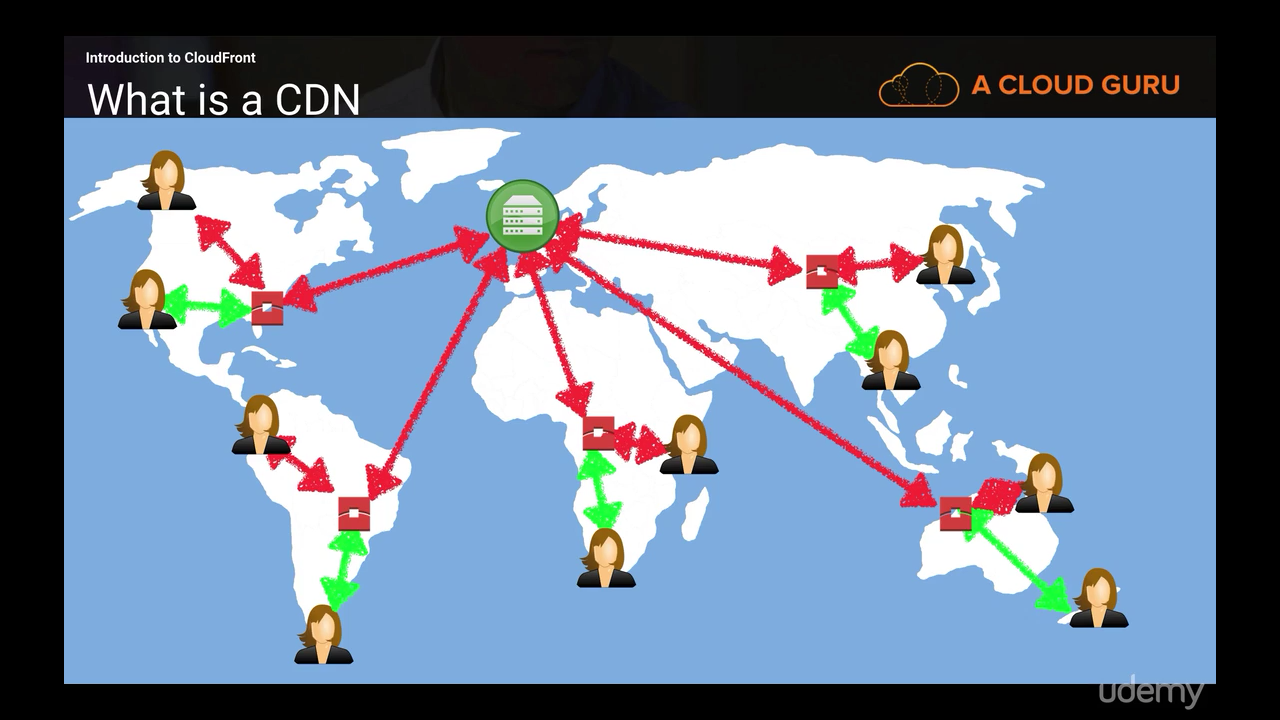 Introduction to CloudFront
What is a CDN
A CLOUD GURU
udemy